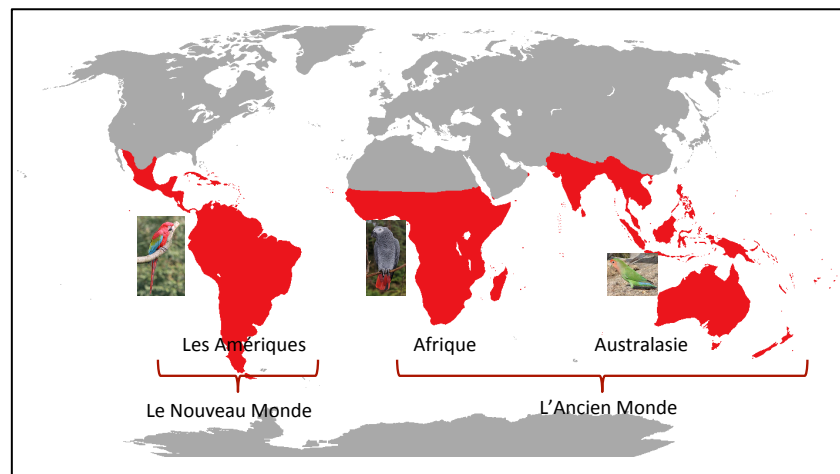 Les Amériques
Afrique
Australasie
Le Nouveau Monde
L’Ancien Monde